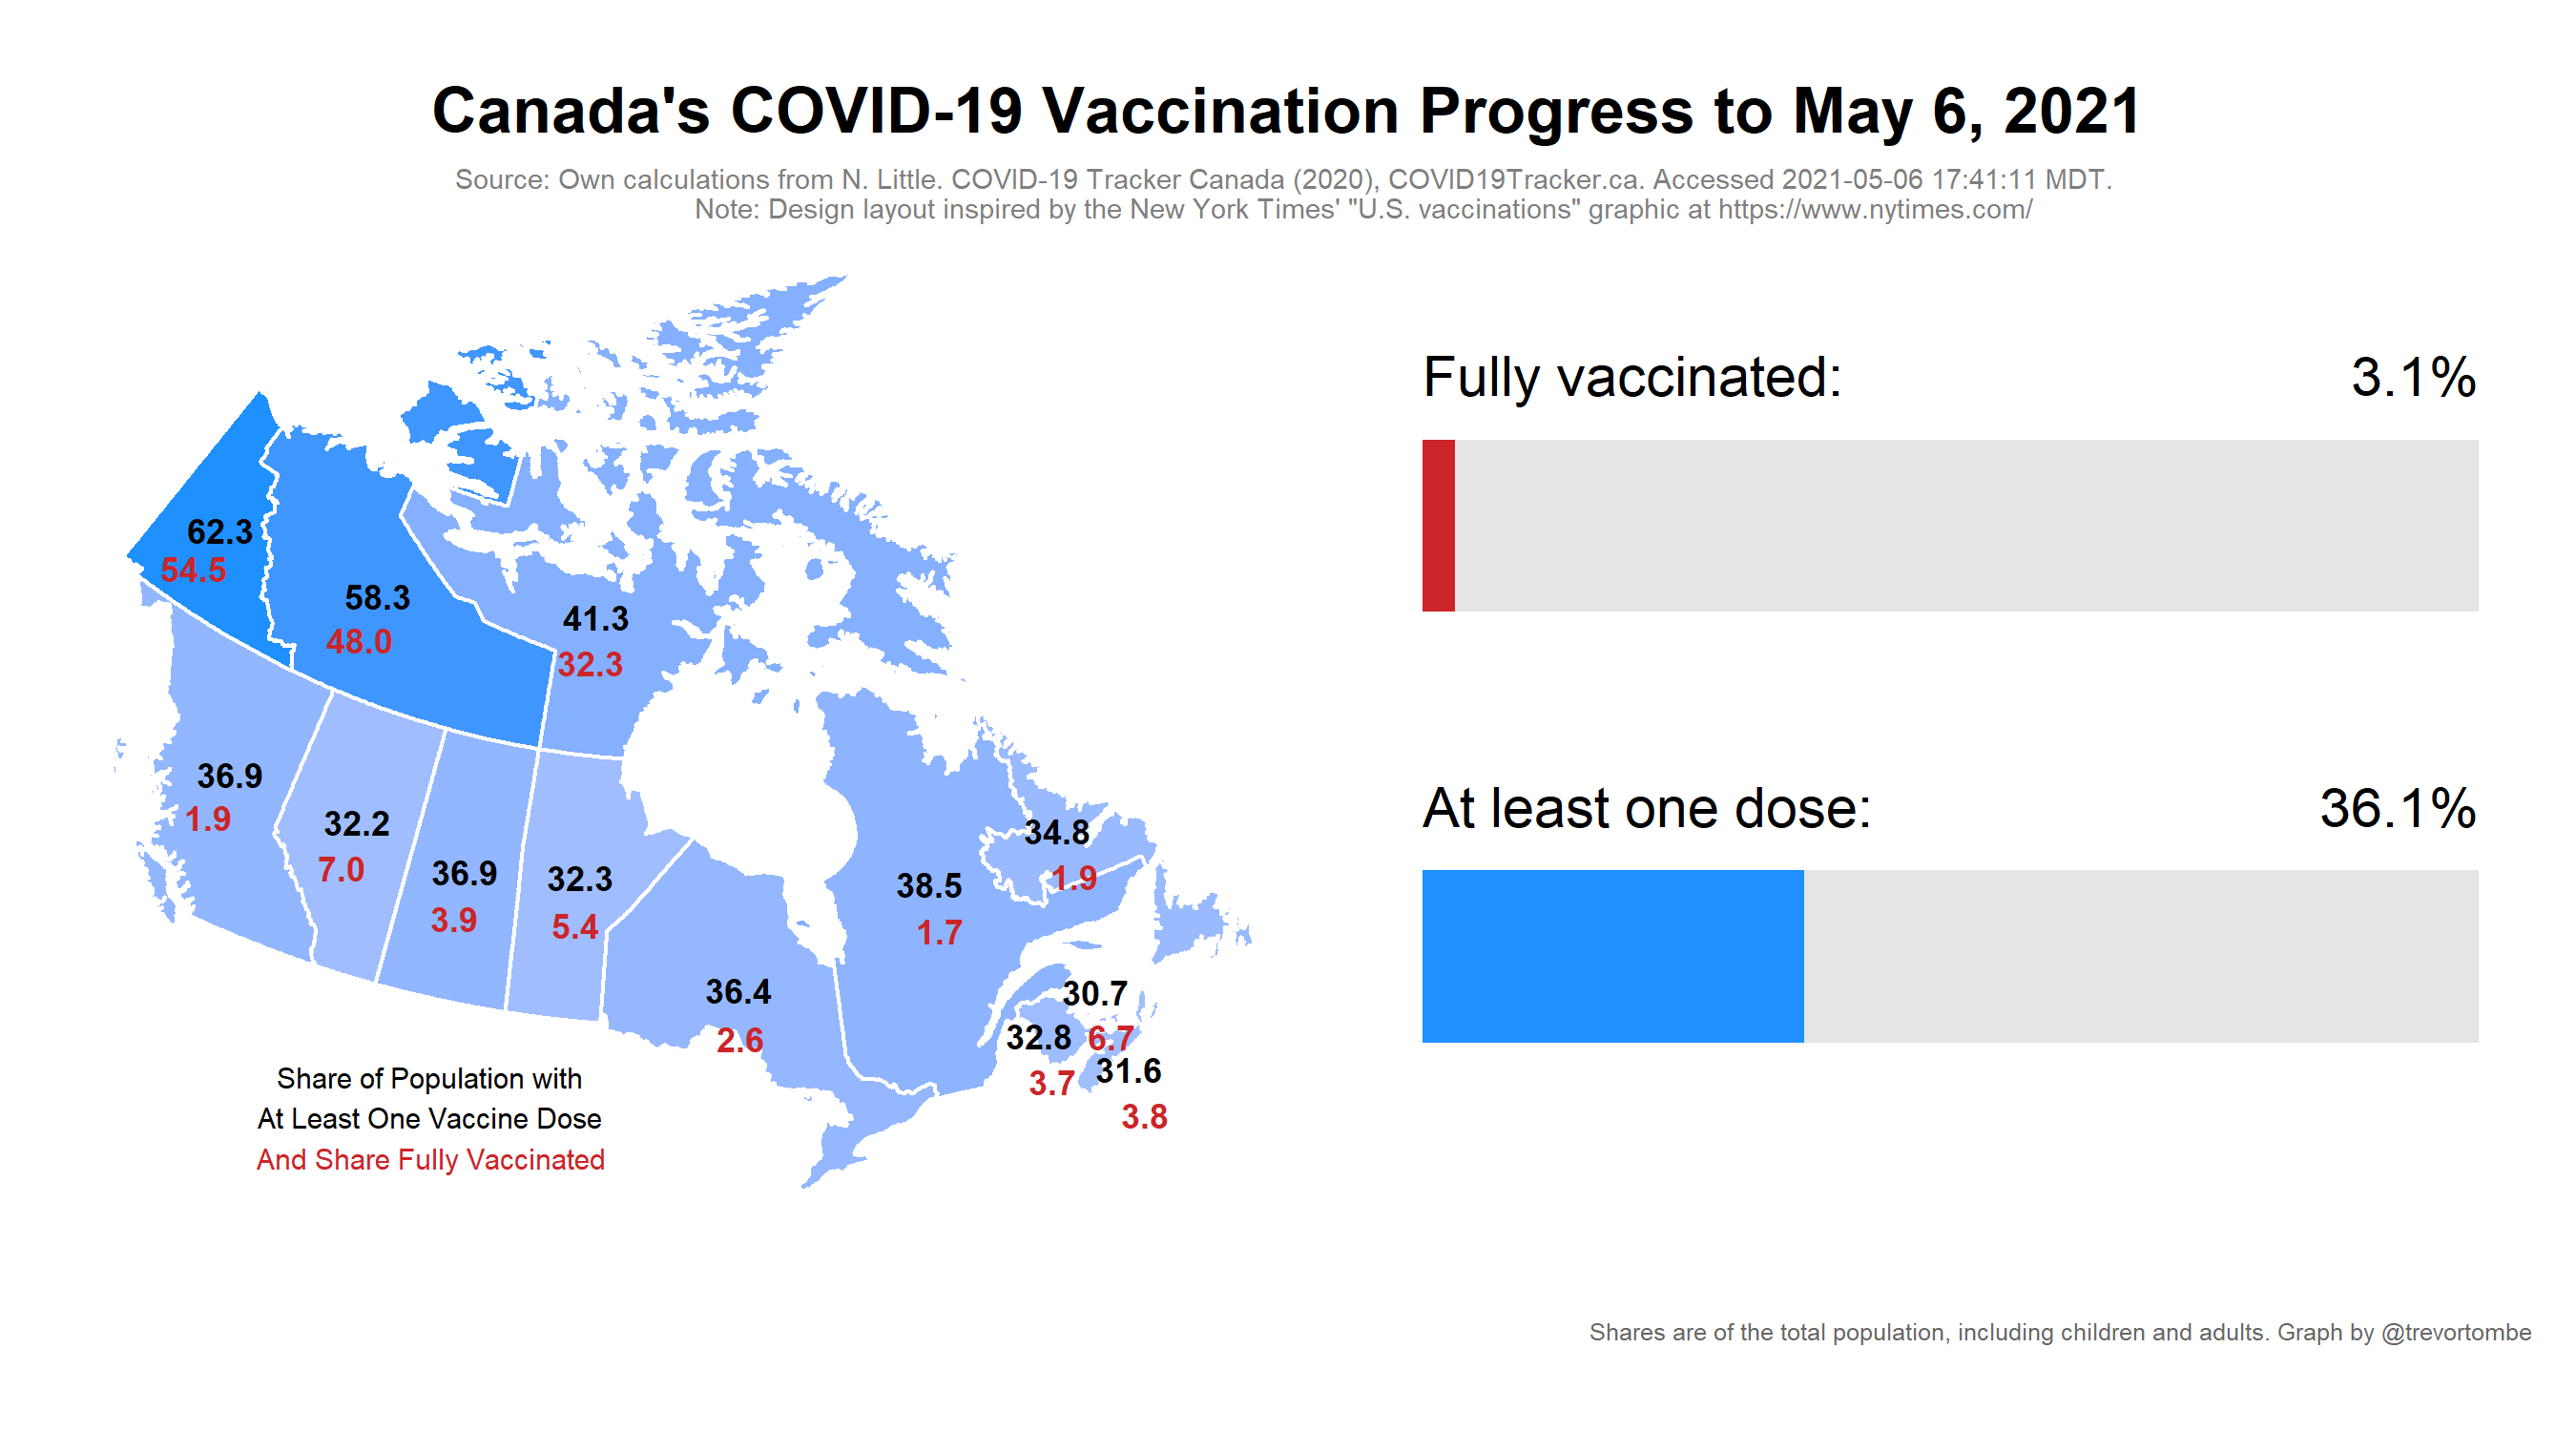 Canada's COVID-19 Vaccination Progress to May 6, 2021
Source: Own calculations from N. Little. COVID-19 Tracker Canada (2020), COVID19Tracker.ca. Accessed 2021-05-06 17:41:11 MDT.
Note: Design layout inspired by the New York Times' "U.S. vaccinations" graphic at https://www.nytimes.com/
62.3
54.5
58.3
48.0
41.3
32.3
36.9
1.9
32.2
7.0
36.9
3.9
32.3
5.4
36.4
2.6
38.5
1.7
34.8
1.9
30.7
6.7
32.8
3.7
31.6
3.8
Share of Population with
At Least One Vaccine Dose
And Share Fully Vaccinated
Fully vaccinated: 3.1%
At least one dose: 36.1%
Shares are of the total population, including children and adults. Graph by @trevortombe